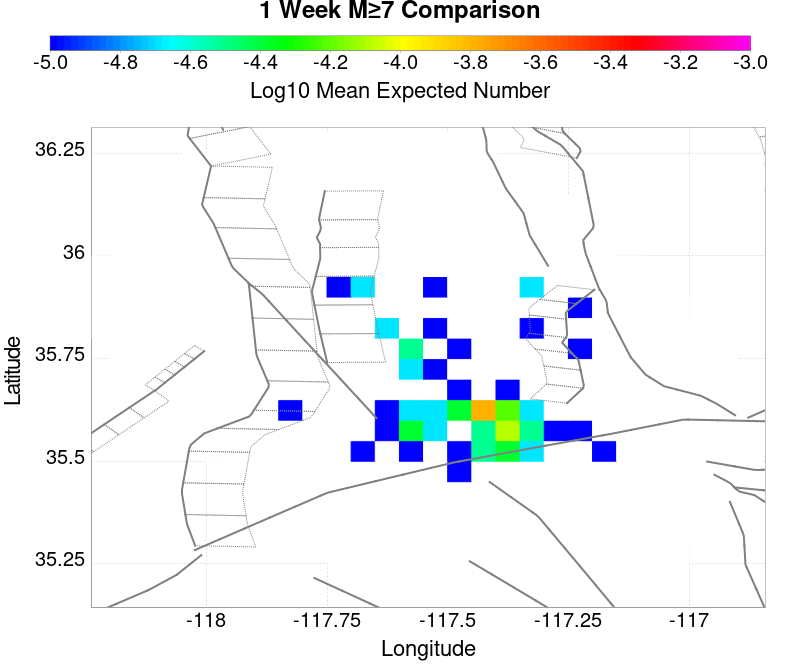 1 Week M≥7 Comparison
-5.0 -4.8 -4.6 -4.4 -4.2 -4.0 -3.8 -3.6 -3.4 -3.2 -3.0
Log10 Mean Expected Number
36.25
36
35.75
35.5
35.25
Latitude
-118 -117.75 -117.5 -117.25 -117
Longitude